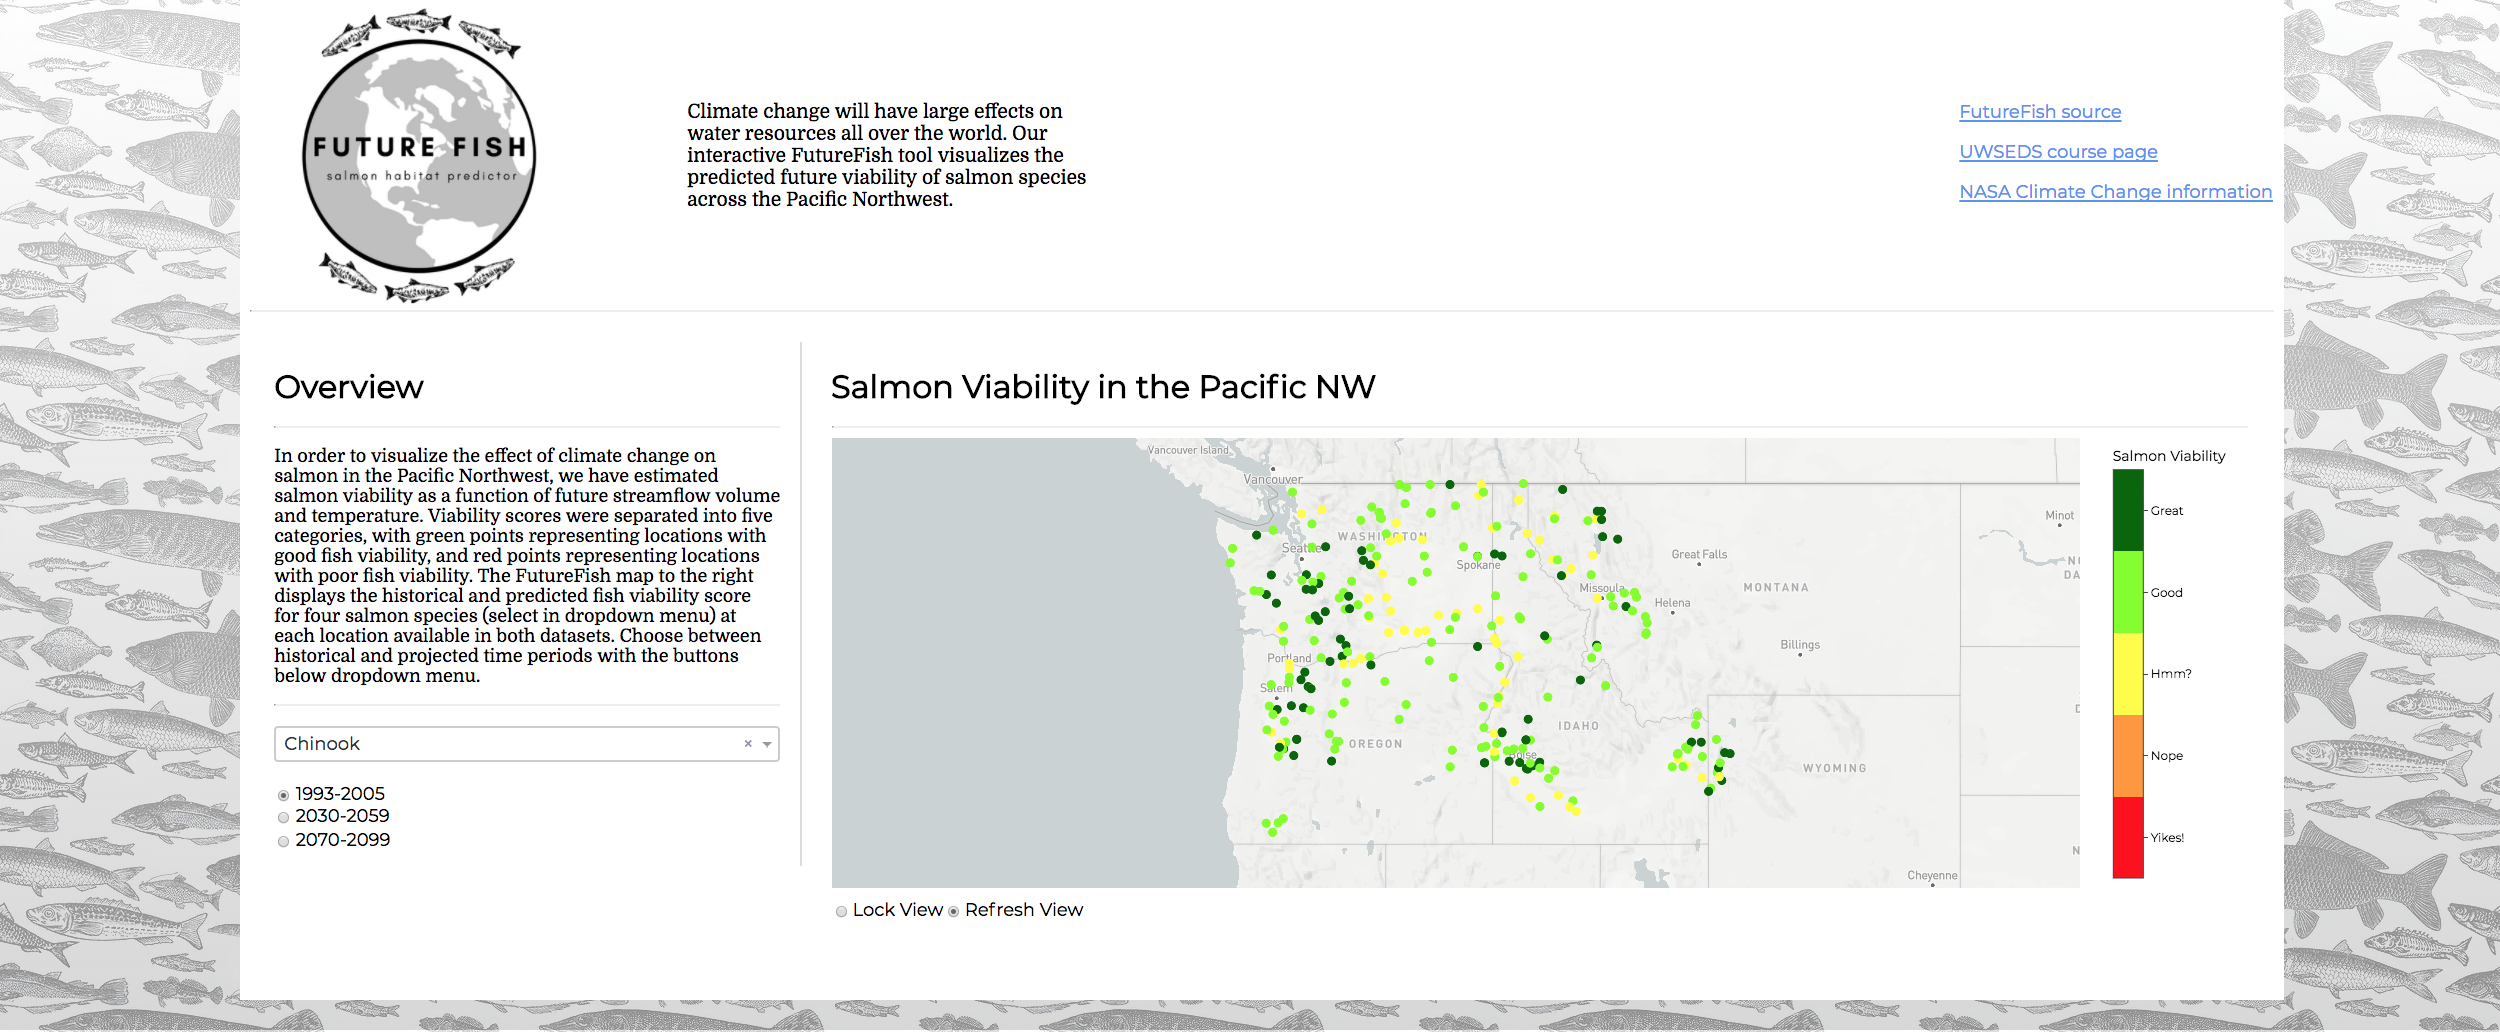 FUTURE FISH
salmon habitat predictor
Climate change will have large effects on
water resources all over the world. Our
interactive FutureFish tool visualizes the
predicted future viability of salmon species
across the Pacific Northwest.
FutureFish source
UWSEDS course page
NASA Climate Change information
Overview
In order to visualize the effect of climate change on
salmon in the Pacific Northwest, we have estimated
salmon viability as a function of future streamflow volume
and temperature. Viability scores were separated into five
categories, with green points representing locations with
good fish viability, and red points representing locations
with poor fish viability. The FutureFish map to the right
displays the historical and predicted fish viability score
for four salmon species (select in dropdown menu) at
each location available in both datasets. Choose between
historical and projected time periods with the buttons
below dropdown menu.
Chinook
× 
1993-2005
2030-2059
2070-2099
Salmon Viability in the Pacific NW
Vancouver Island
Vancouver
Seattle
WASHINGTON
Spokane
Great Falls
Minot
NO
DA
Missoula
MONTANA
Helena
Billings
Portland
Salem
OREGON
IDAHO
Boise
WYOMING
Cheyenne
Salmon Viability
Great
Good
Hmm?
Nope
Yikes!
Lock View
Refresh View